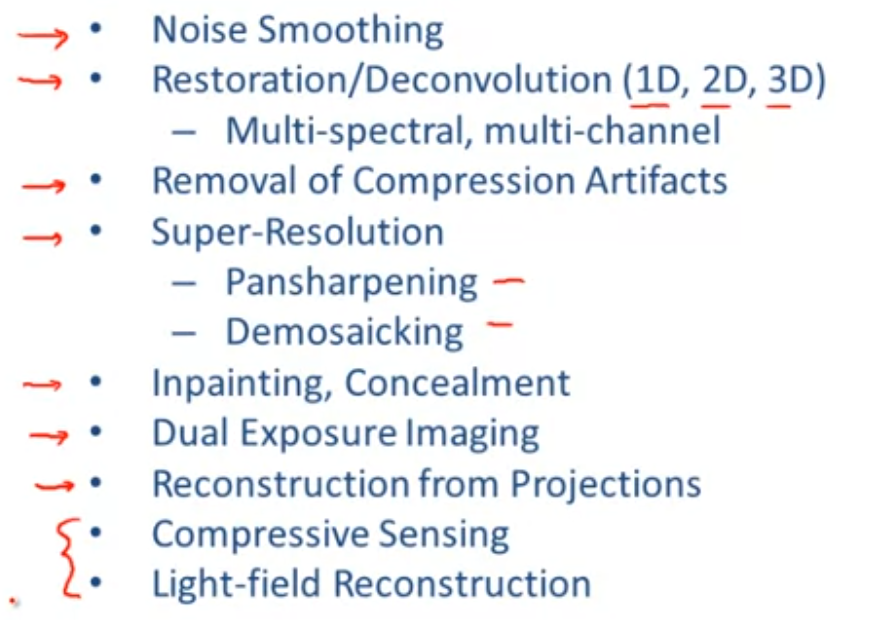 • Noise Smoothing
• Restoration/Deconvolution (1D, 2D, 3D)
– Multi-spectral, multi-channel
• Removal of Compression Artifacts
• Super-Resolution
– Pansharpening
– Demosaicking
• Inpainting, Concealment
• Dual Exposure Imaging
• Reconstruction from Projections
• Compressive Sensing
• Light-field Reconstruction